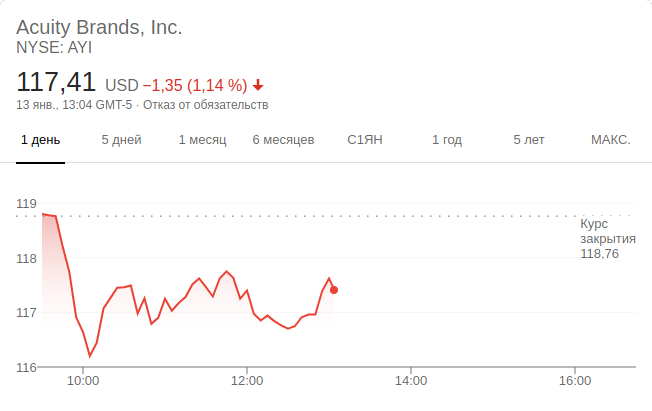 Acuity Brands, Inc.
NYSE: AYI
117,41 USD −1,35 (1,14 %)
13 янв., 13:04 GMT-5 · Отказ от обязательств
1 день 5 дней 1 месяц 6 месяцев С1ЯН 1 год 5 лет МАКС.
119
Курс
закрытия
118,76
118
117
116
10:00 12:00 14:00 16:00